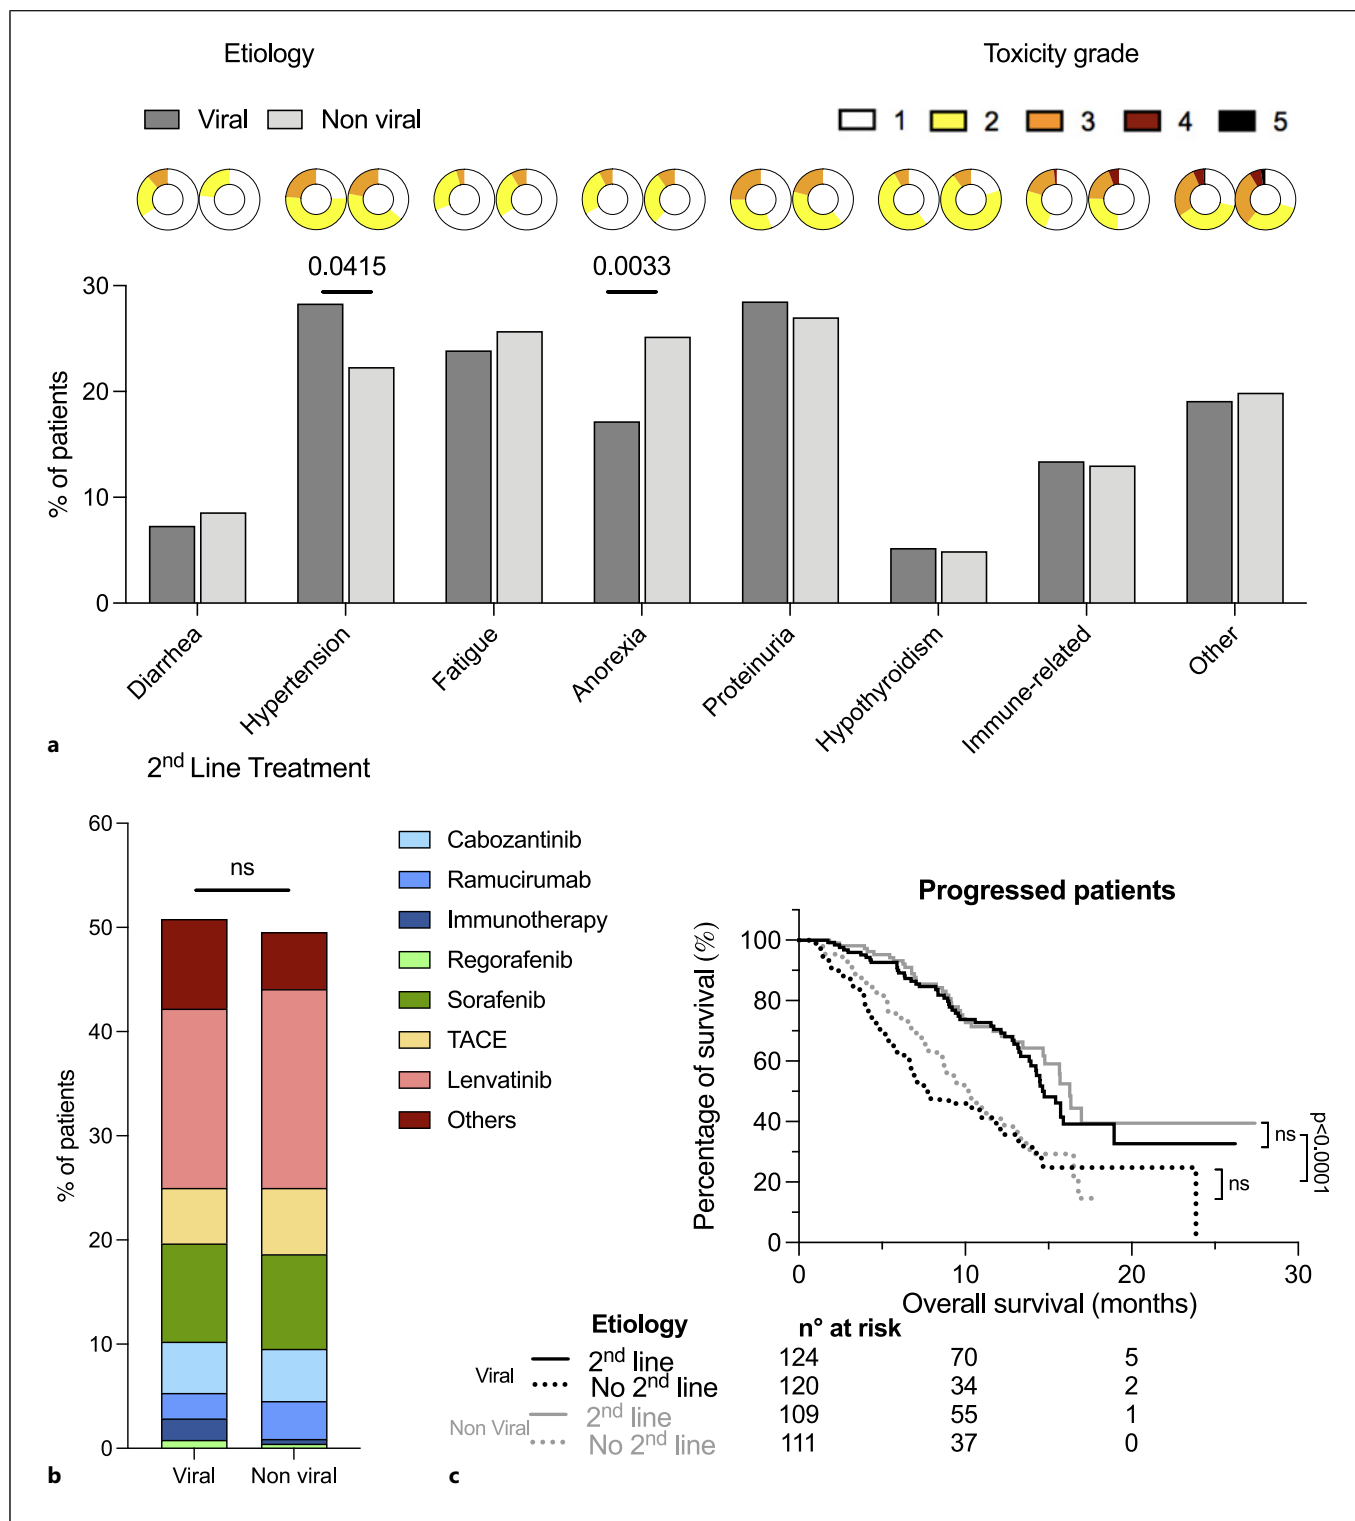 Etiology
Toxicity grade
Viral Non viral
1 2 3 4 5
0.0415 0.0033
30
20
10
0
% of patients
Diarrhea
Hypertension
Fatigue
Anorexia
Proteinuria
Hypothyroidism
Immune-related
Other
a
2nd Line Treatment
60
50
40
30
20
10
0
% of patients
ns
Viral Non viral
Cabozantinib
Ramucirumab
Immunotherapy
Regorafenib
Sorafenib
TACE
Lenvatinib
Others
b
Progressed patients
100
80
60
40
20
0
Percentage of survival (%)
ns
ns
p<0.0001
0 10 20 30
Overall survival (months)
Etiology n° at risk
Viral
2nd line 124 70 5
No 2nd line 120 34 2
Non Viral
2nd line 109 55 1
No 2nd line 111 37 0
c